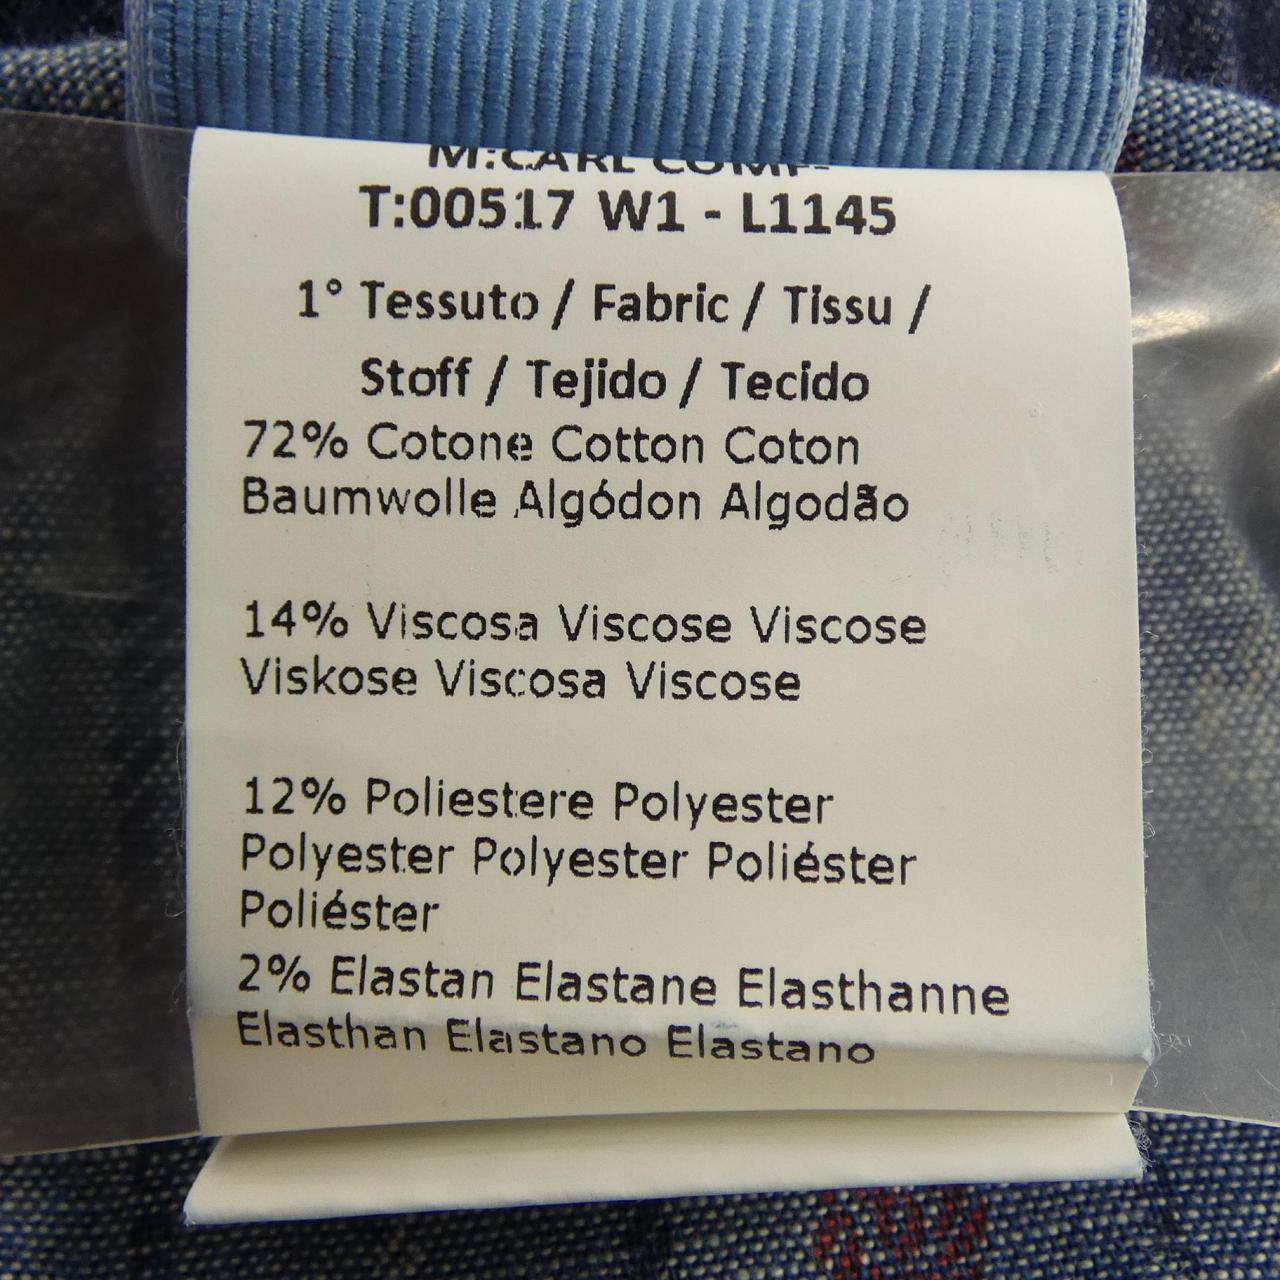 M:CARL COMF-
T:00517 W1 - L1145
1° Tessuto / Fabric / Tissu /
Stoff / Tejido / Tecido
72% Cotone Cotton Coton
Baumwolle Algódon Algodão
14% Viscosa Viscose Viscose
Viskose Viscosa Viscose
12% Poliestere Polyester
Polyester Polyester Poliéster
Poliéster
2% Elastan Elastane Elasthanne
Elasthan Elastano Elastano